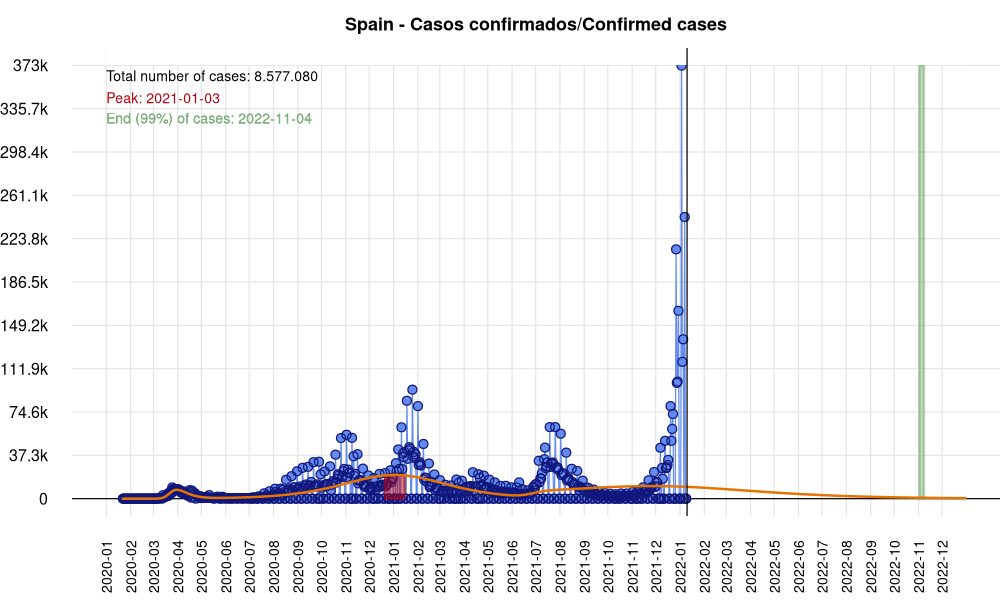 Spain - Casos confirmados/Confirmed cases
Total number of cases: 8.577.080
Peak: 2021-01-03
End (99%) of cases: 2022-11-04
373k
335.7k
298.4k
261.1k
223.8k
186.5k
149.2k
111.9k
74.6k
37.3k
0
2020-01
2020-02
2020-03
2020-04
2020-05
2020-06
2020-07
2020-08
2020-09
2020-10
2020-11
2020-12
2021-01
2021-02
2021-03
2021-04
2021-05
2021-06
2021-07
2021-08
2021-09
2021-10
2021-11
2021-12
2022-01
2022-02
2022-03
2022-04
2022-05
2022-06
2022-07
2022-08
2022-09
2022-10
2022-11
2022-12